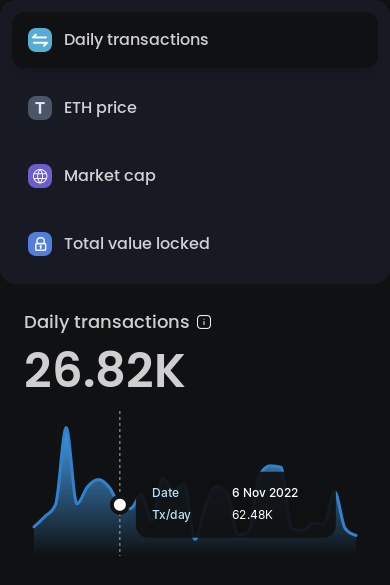 Daily transactions
T ETH price
Market cap
Total value locked
Daily transactions i
26.82K
Date 6 Nov 2022
Tx/day 62.48K